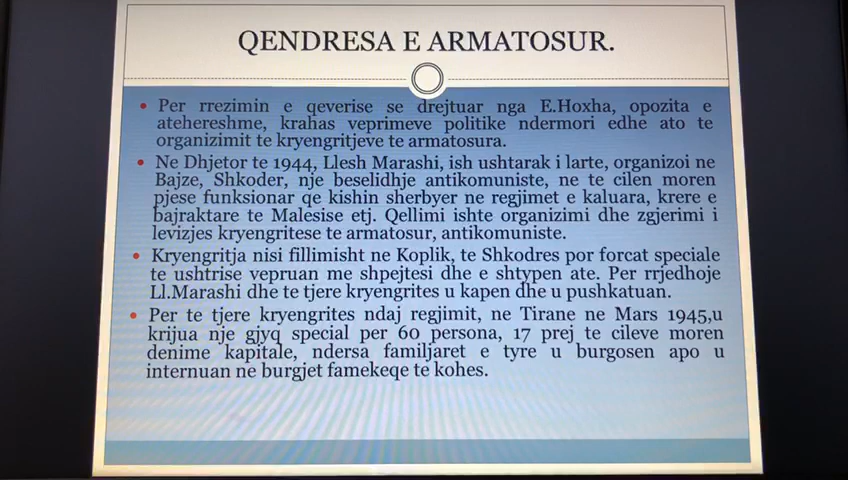 QENDRESA E ARMATOSUR.
Per rrezimin e qeverise se drejtuar nga E.Hoxha, opozita e
atehereshme, krahas veprimeve politike ndermori edhe ato te
organizimit te kryengritjeve te armatosura.
Ne Dhjetor te 1944, Llesh Marashi, ish ushtarak i larte, organizoi ne
Bajze, Shkoder, nje beselidhje antikomuniste, ne te cilen moren
pjese funksionar qe kishin sherbyer ne regjimet e kaluara, krere e
bajraktare te Malesise etj. Qellimi ishte organizimi dhe zgjerimi i
levizjes kryengritese te armatosur, antikomuniste.
Kryengritja nisi fillimisht ne Koplik, te Shkodres por forcat speciale
te ushtrise vepruan me shpejtesi dhe e shtypen ate. Per rrjedhoje
Ll.Marashi dhe te tjere kryengrites u kapen dhe u pushkatuan.
Per te tjere kryengrites ndaj regjimit, ne Tirane ne Mars 1945,u
krijua nje gjyq special per 60 persona, 17 prej te cileve moren
denime kapitale, ndersa familjaret e tyre u burgosen apo u
internuan ne burgjet famekeqe te kohes.